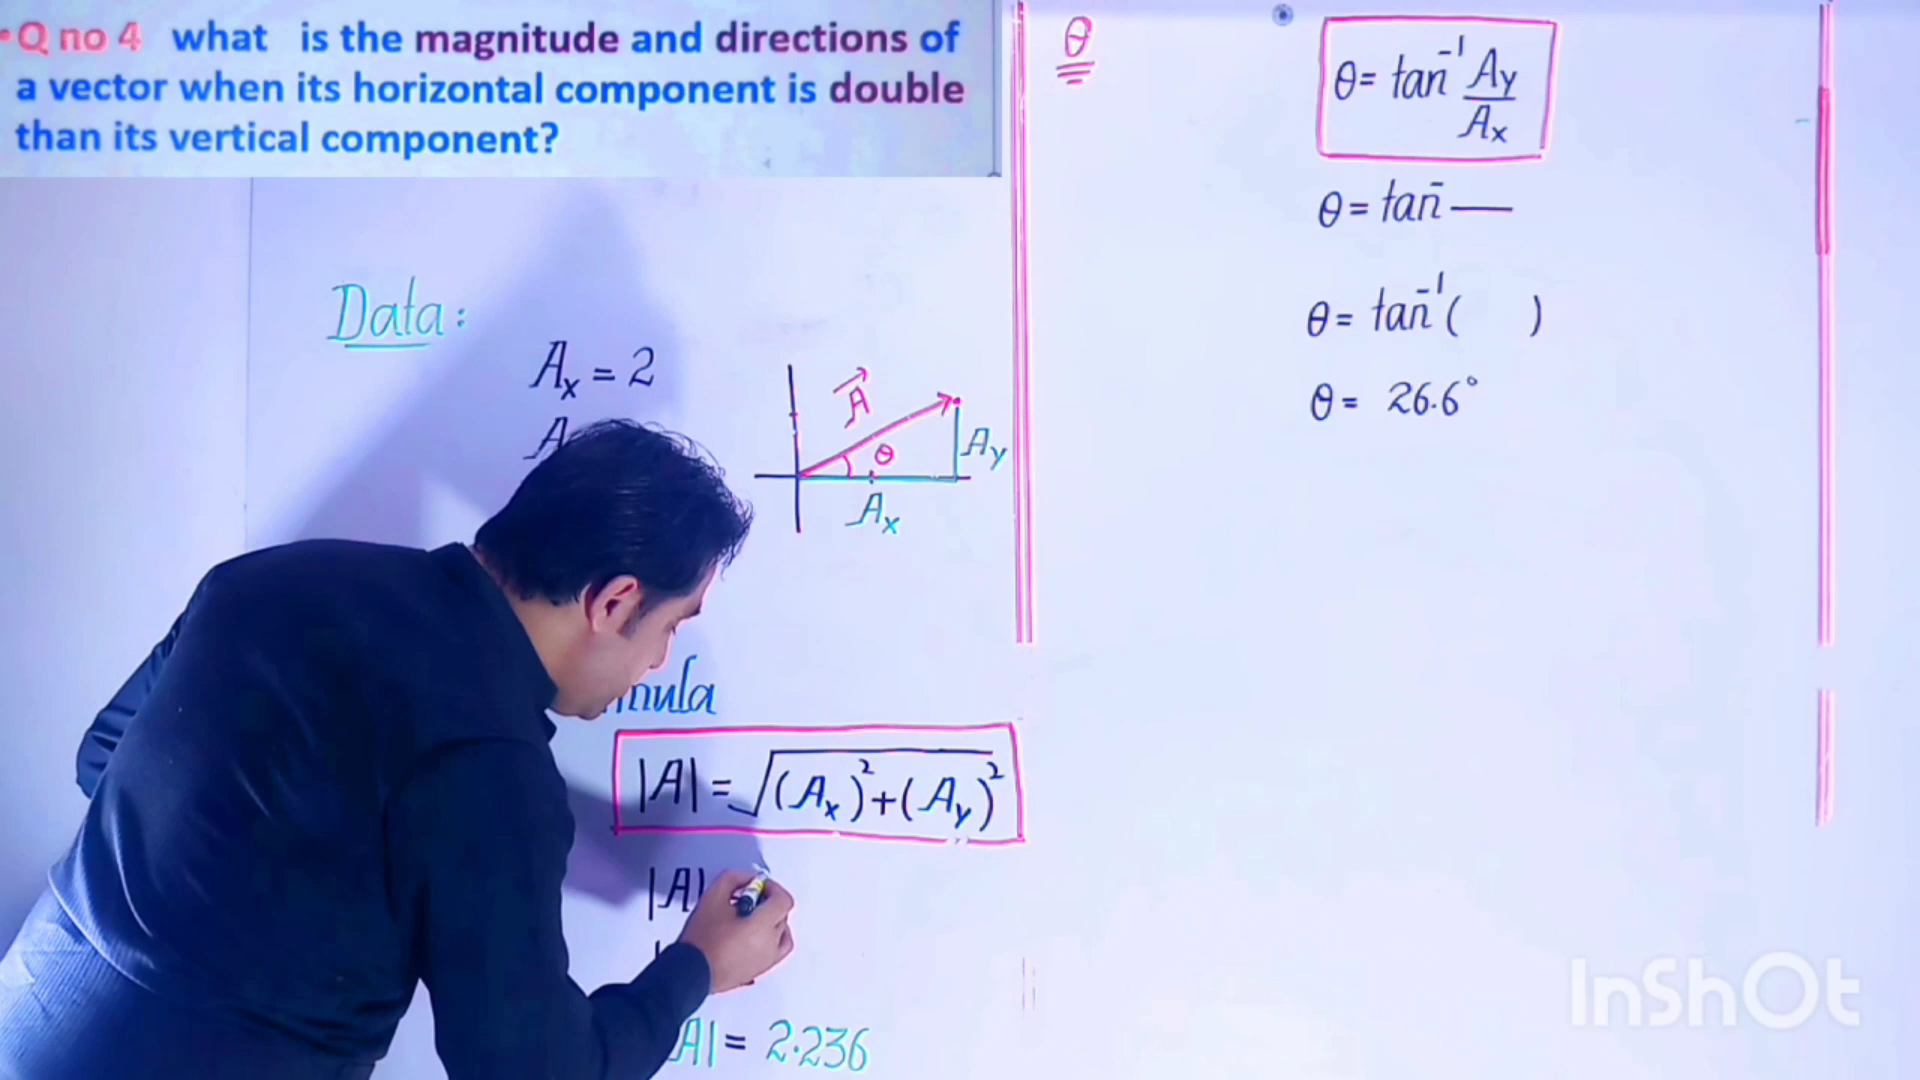 • Q no 4 what is the magnitude and directions of
a vector when its horizontal component is double
than its vertical component?
Data:
Aₓ = 2
A
A⃗
θ
Ay
Aₓ
|A| = √(Aₓ)² + (Ay)²
|A|
A| = 2.236
θ
θ = tan⁻¹ Ay/Aₓ
θ = tan⁻ —
θ = tan⁻¹ ( )
θ = 26.6°
InShOt